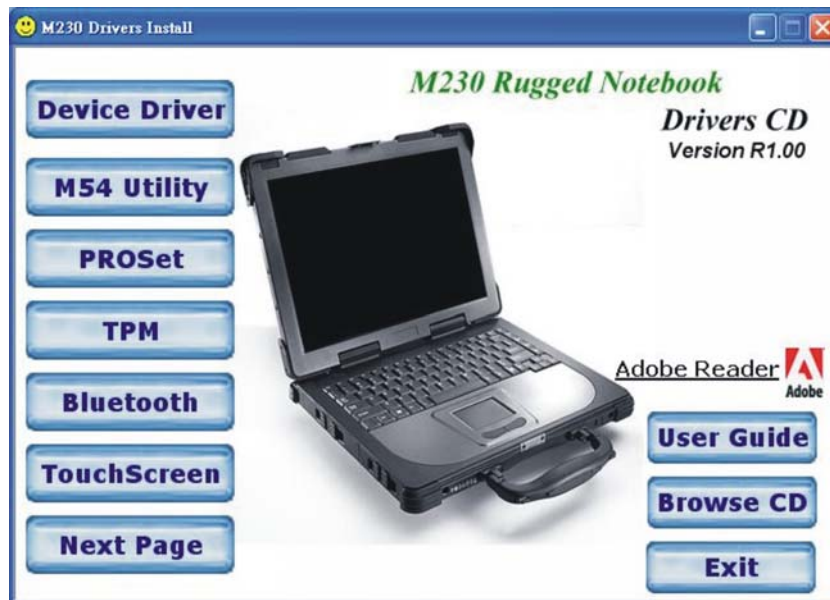 M230 Drivers Install
M230 Rugged Notebook
Drivers CD
Version R1.00
Device Driver
M54 Utility
PROSet
TPM
Bluetooth
TouchScreen
Next Page
Adobe Reader
Adobe
User Guide
Browse CD
Exit